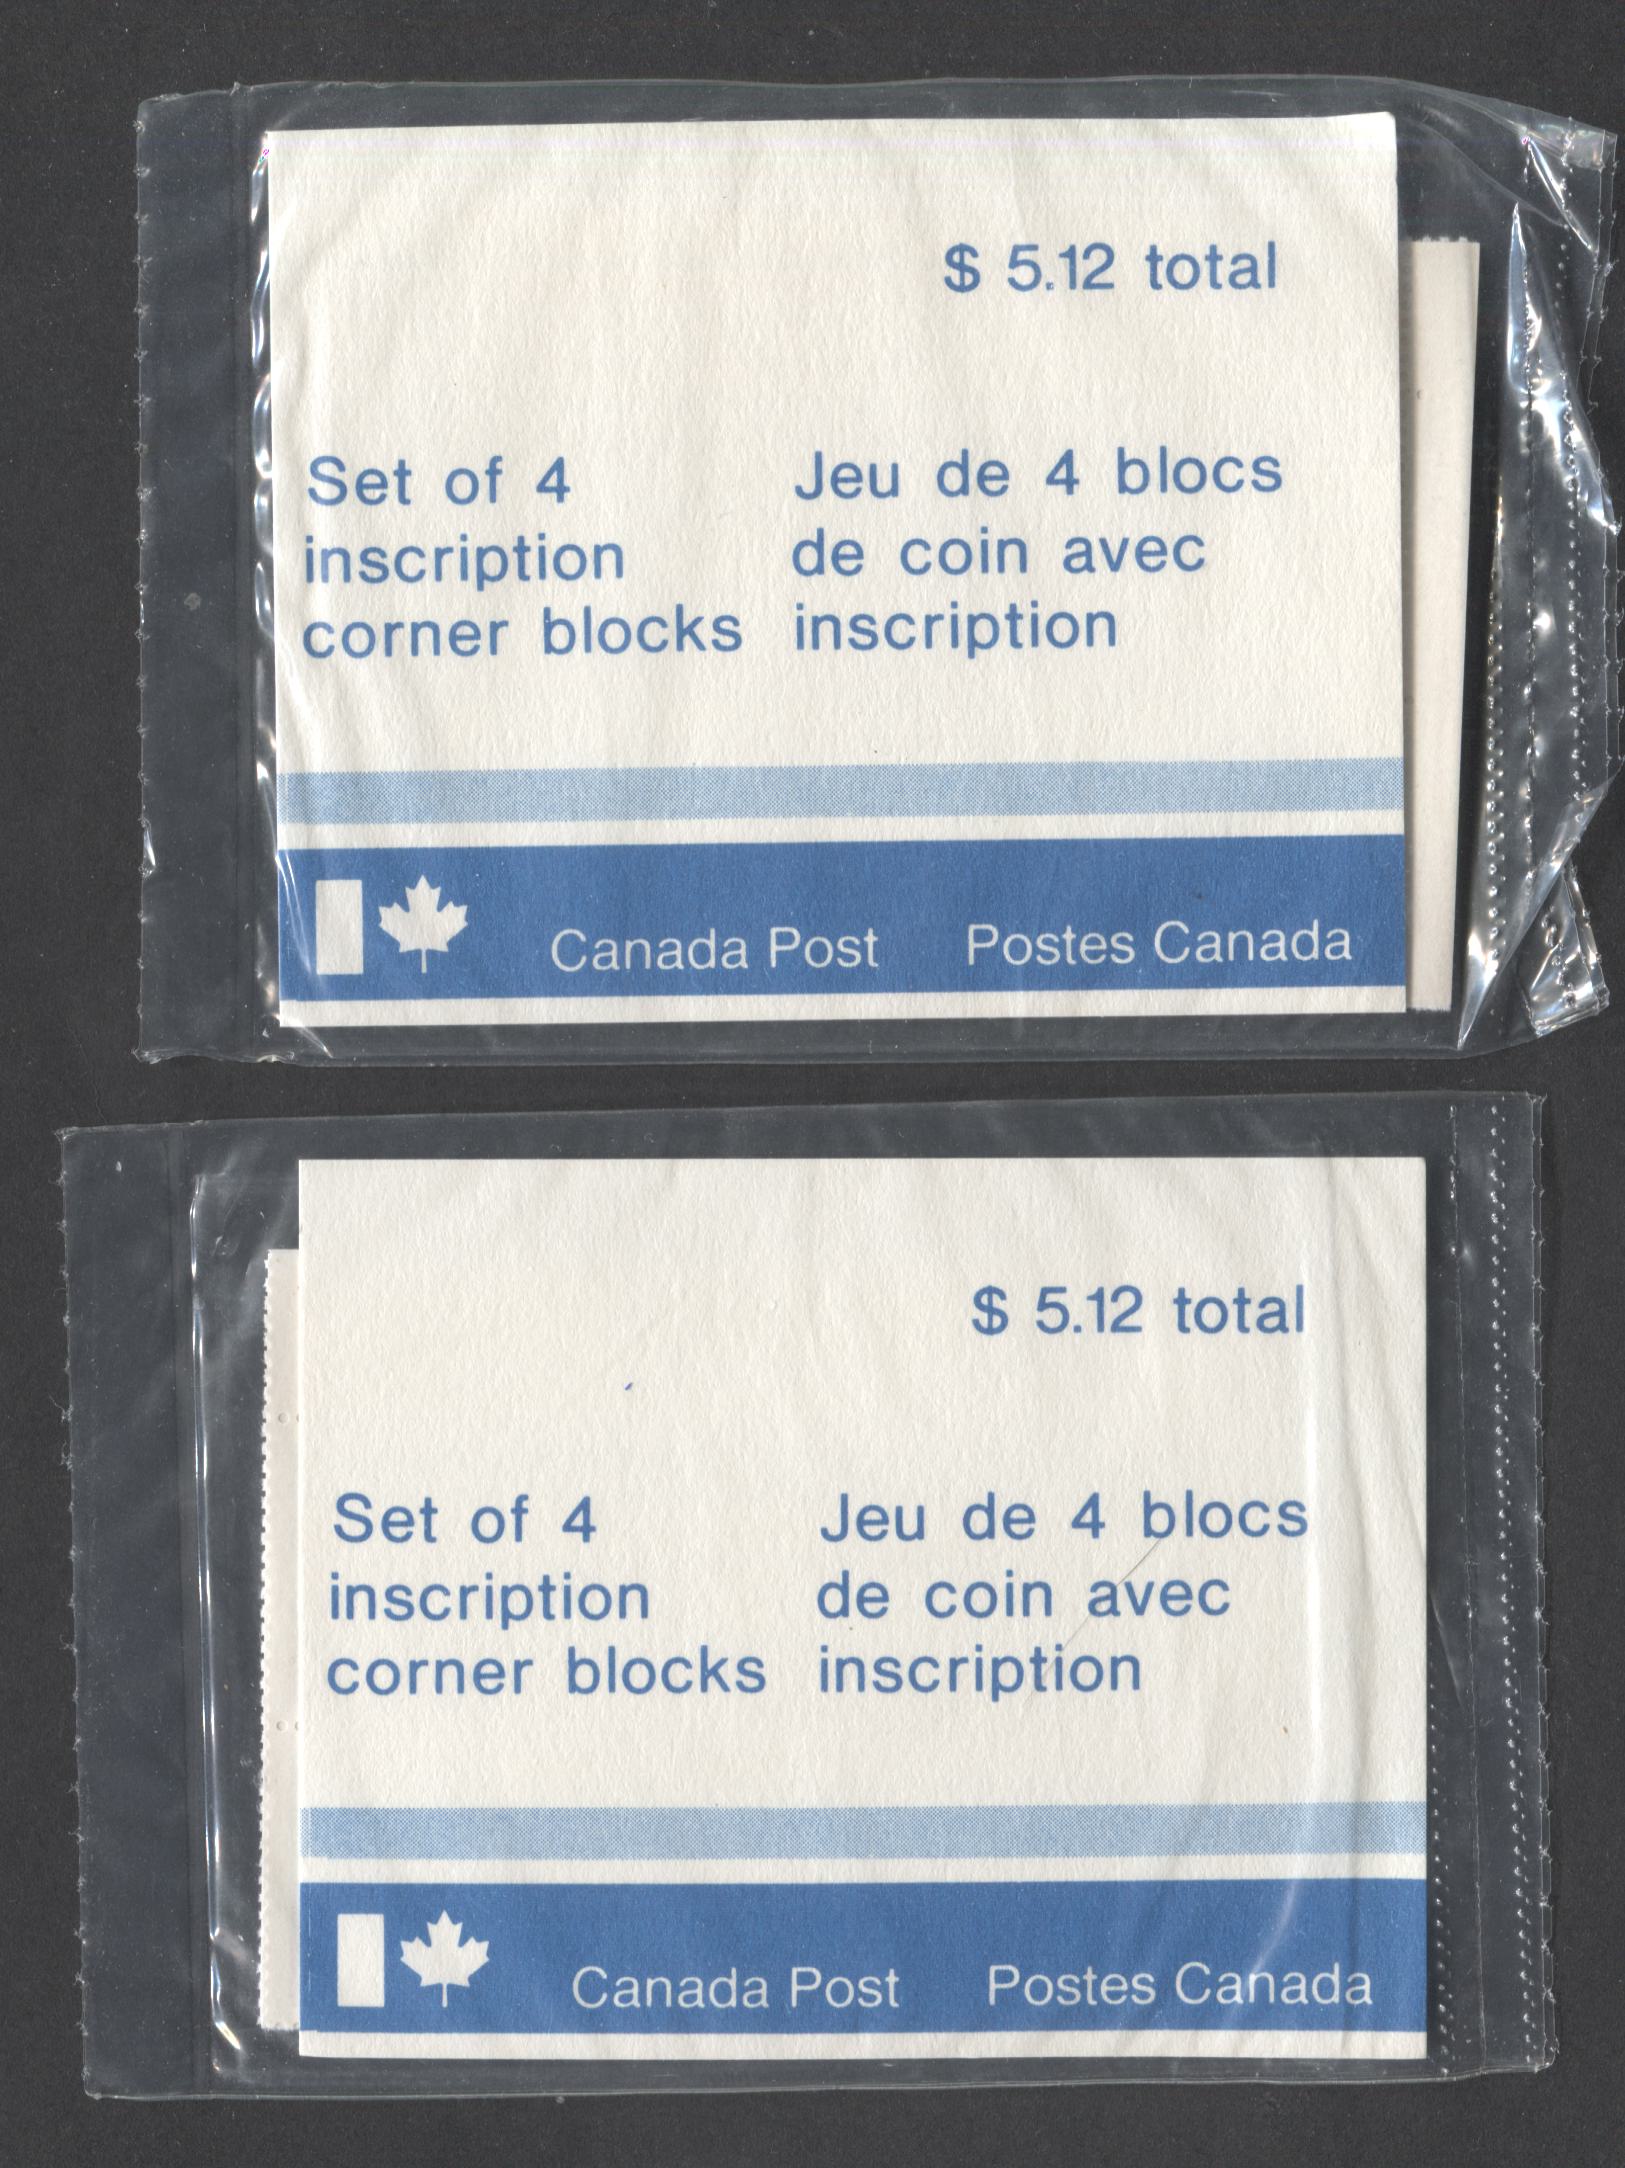 $ 5.12 total
Set of 4
inscription
corner blocks
Jeu de 4 blocs
de coin avec
inscription
Canada Post
Postes Canada
$ 5.12 total
Set of 4
inscription
corner blocks
Jeu de 4 blocs
de coin avec
inscription
Canada Post
Postes Canada